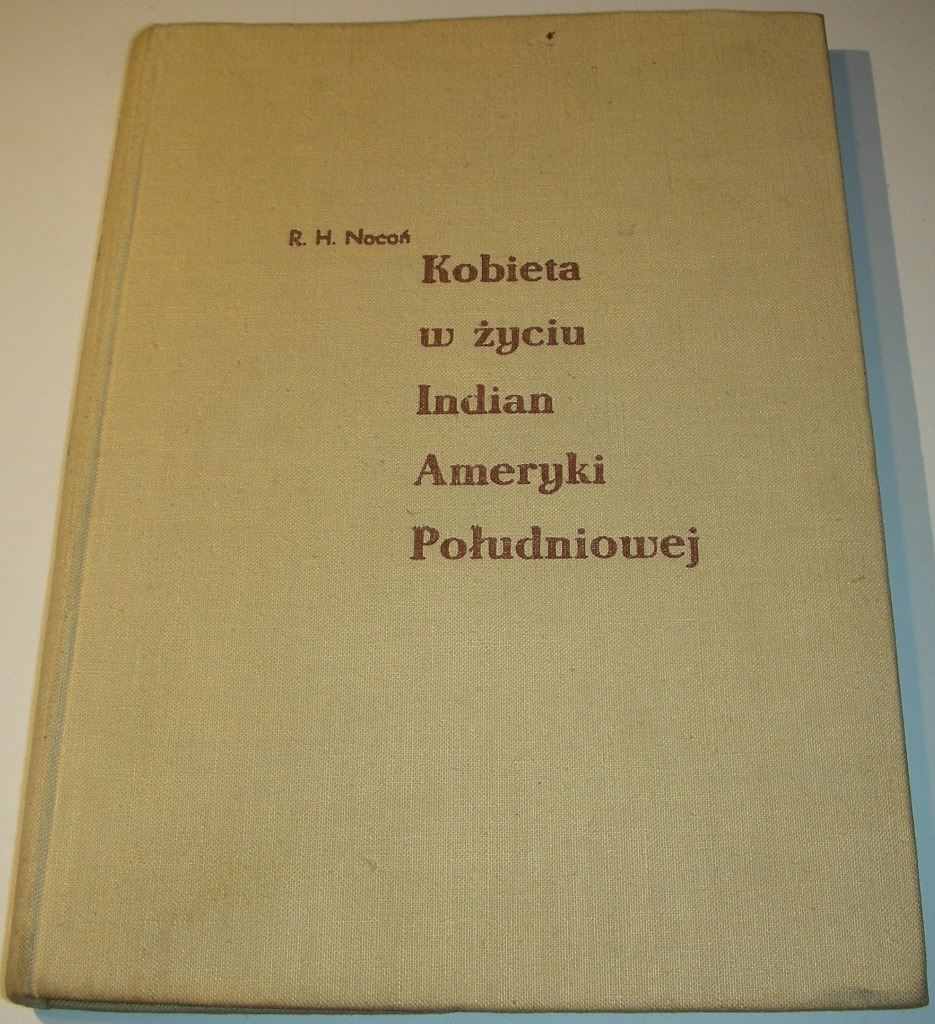 R. H. Nocoń
Kobieta
w życiu
Indian
Ameryki
Południowej